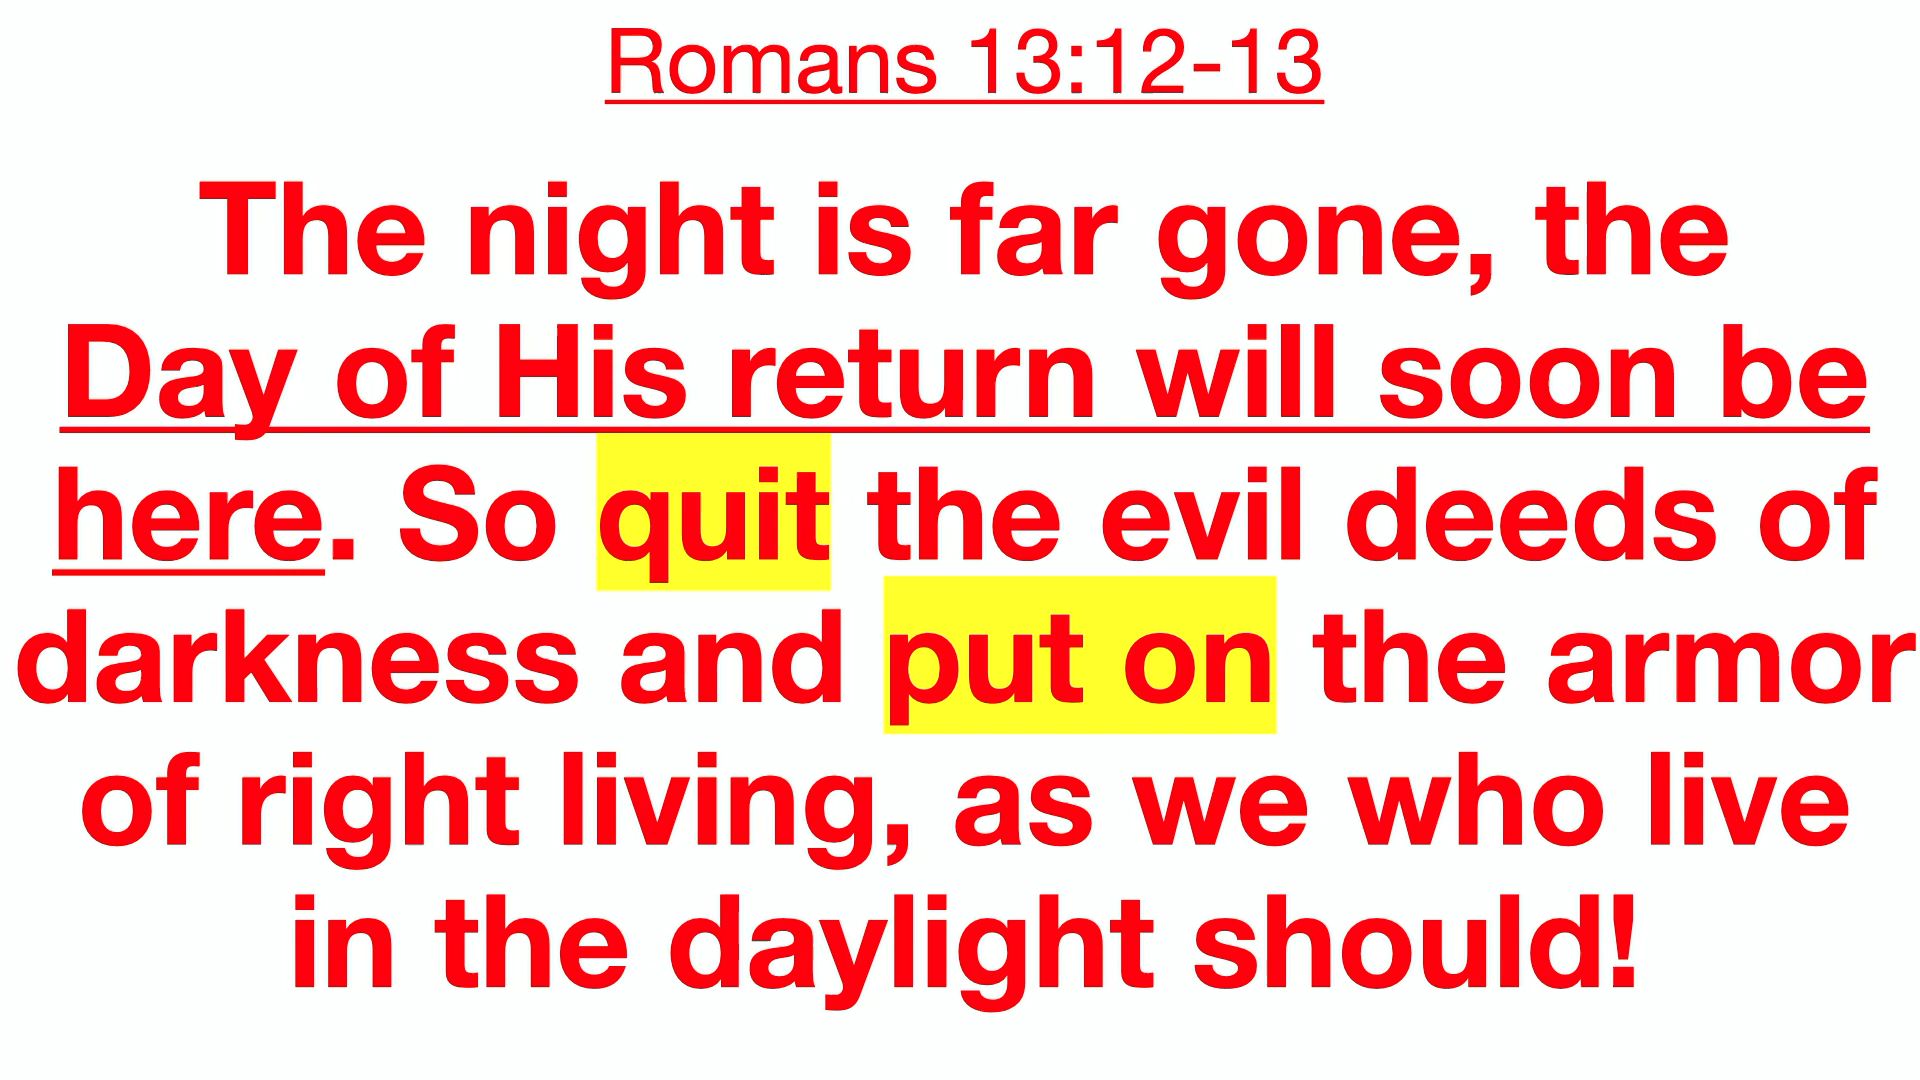 Romans 13:12-13
The night is far gone, the
Day of His return will soon be
here. So quit the evil deeds of
darkness and put on the armor
of right living, as we who live
in the daylight should!